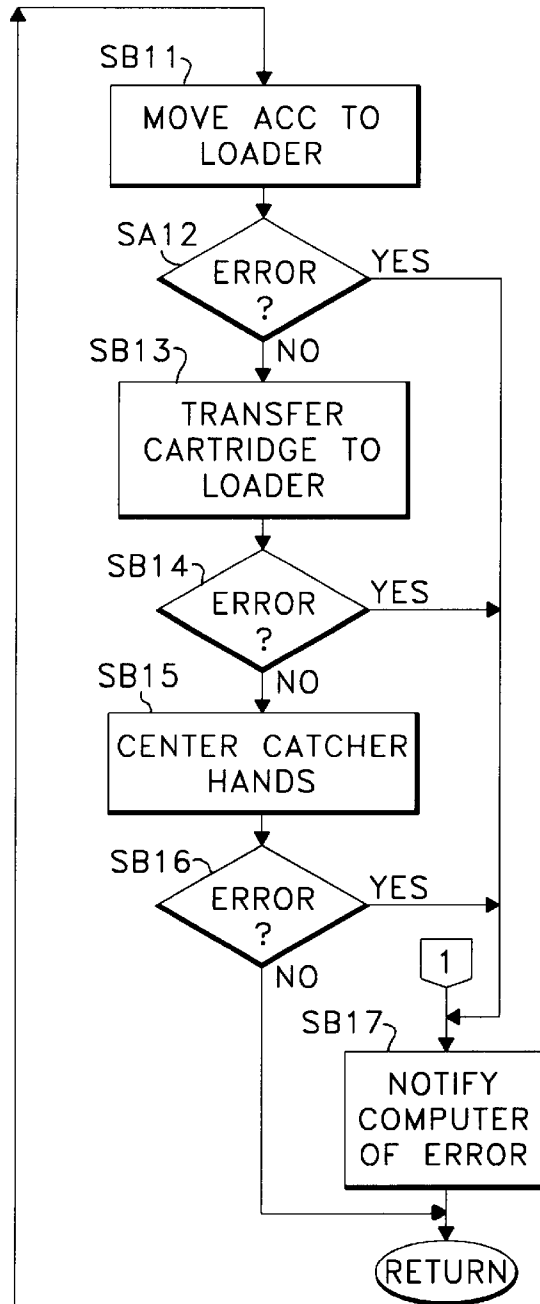 SB11
MOVE ACC TO
LOADER
SA12
ERROR
?
YES
NO
SB13
TRANSFER
CARTRIDGE TO
LOADER
SB14
ERROR
?
YES
NO
SB15
CENTER CATCHER
HANDS
SB16
ERROR
?
YES
NO
1
SB17
NOTIFY
COMPUTER
OF ERROR
RETURN